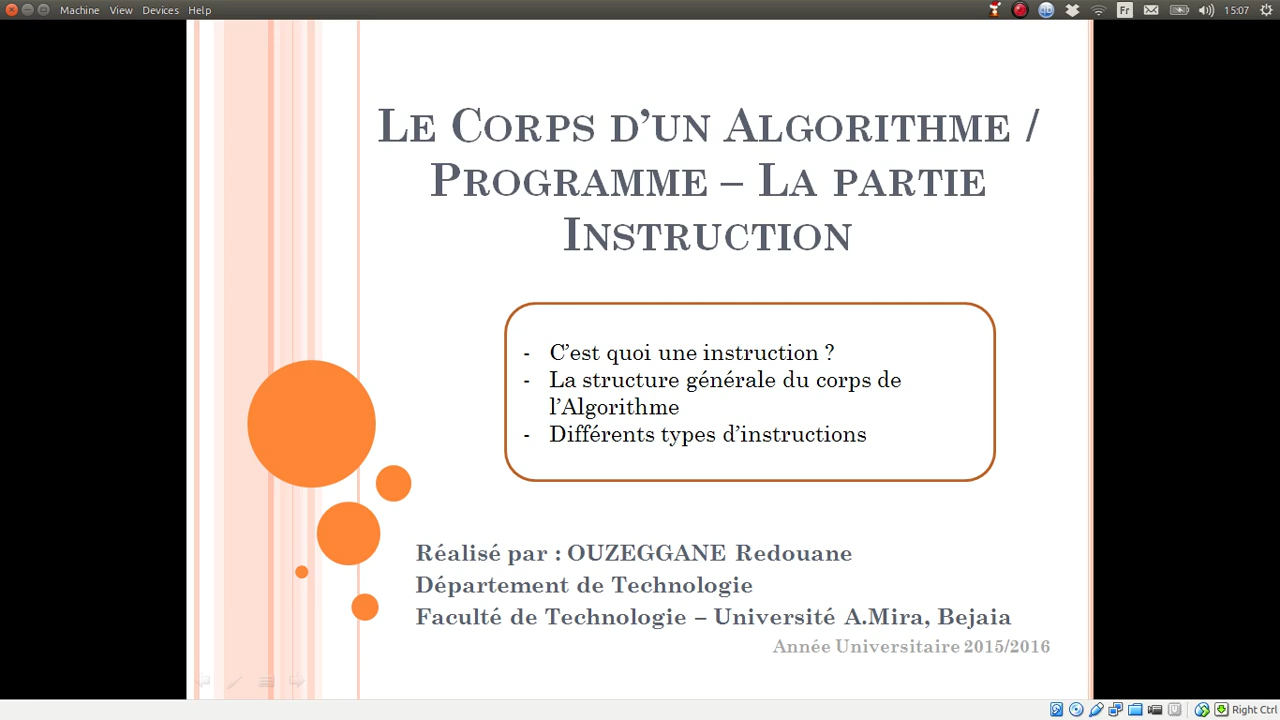 Machine View Devices Help
Fr
15:07
LE CORPS D’UN ALGORITHME /
PROGRAMME – LA PARTIE
INSTRUCTION
- C’est quoi une instruction ?
- La structure générale du corps de
l’Algorithme
- Différents types d’instructions
Réalisé par : OUZEGGANE Redouane
Département de Technologie
Faculté de Technologie – Université A.Mira, Bejaia
Année Universitaire 2015/2016
Right Ctrl